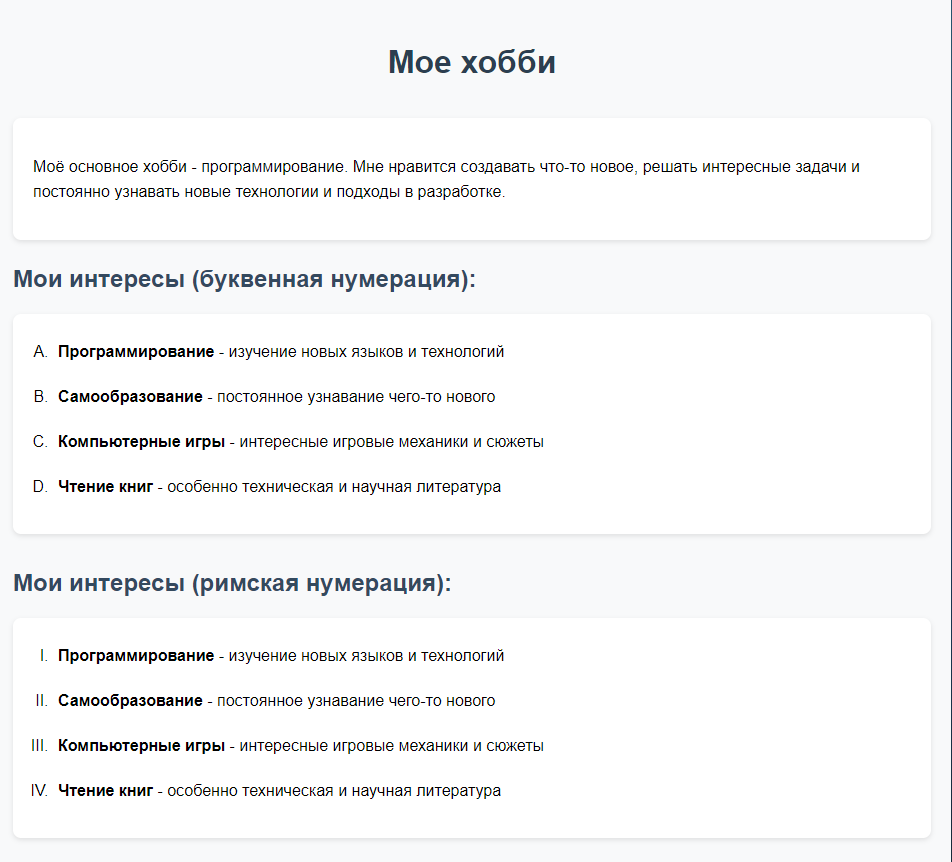 Мое хобби
Моё основное хобби - программирование. Мне нравится создавать что-то новое, решать интересные задачи и
постоянно узнавать новые технологии и подходы в разработке.
Мои интересы (буквенная нумерация):
A. Программирование - изучение новых языков и технологий
B. Самообразование - постоянное узнавание чего-то нового
C. Компьютерные игры - интересные игровые механики и сюжеты
D. Чтение книг - особенно техническая и научная литература
Мои интересы (римская нумерация):
I. Программирование - изучение новых языков и технологий
II. Самообразование - постоянное узнавание чего-то нового
III. Компьютерные игры - интересные игровые механики и сюжеты
IV. Чтение книг - особенно техническая и научная литература